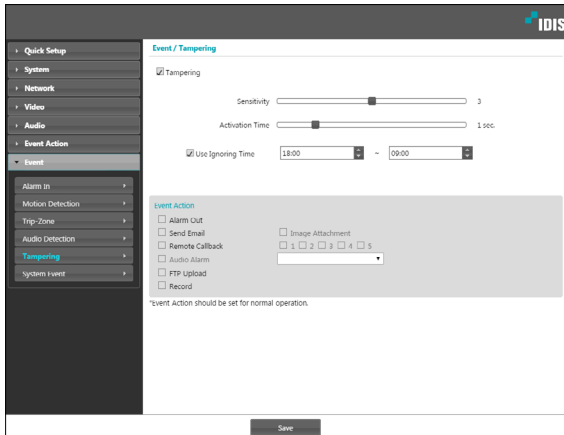 IDIS
Quick Setup
System
Network
Video
Audio
Event Action
Event
Alarm In
Motion Detection
Trip-Zone
Audio Detection
Tampering
System Event
Event / Tampering
Tampering
Sensitivity 3
Activation Time 1 sec.
Use Ignoring Time 18:00 ~ 09:00
Event Action
Alarm Out
Send Email Image Attachment
Remote Callback 1 2 3 4 5
Audio Alarm
FTP Upload
Record
*Event Action should be set for normal operation.
Save